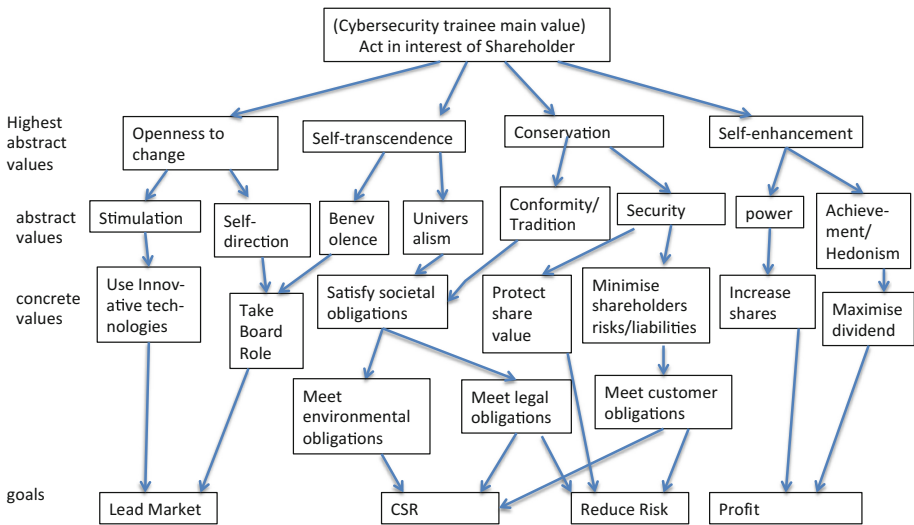 (Cybersecurity trainee main value)
Act in interest of Shareholder
Highest
abstract
values
Openness to
change
Self-transcendence
Conservation
Self-enhancement
abstract
values
Stimulation
Self-
direction
Benev
olence
Univers
alism
Conformity/
Tradition
Security
power
Achieve-
ment/
Hedonism
concrete
values
Use Innov-
ative tech-
nologies
Take
Board
Role
Satisfy societal
obligations
Protect
share
value
Minimise
shareholders
risks/liabilities
Increase
shares
Maximise
dividend
Meet
environmental
obligations
Meet legal
obligations
Meet customer
obligations
goals
Lead Market
CSR
Reduce Risk
Profit